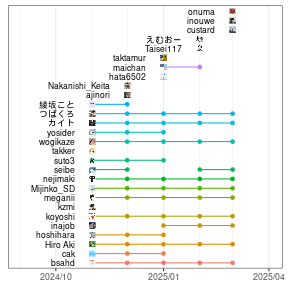 onuma
inouwe
custard
えむおー
Taisei117
taktamur
maichan
hata6502
Nakanishi_Keita
ajinori
綾坂こと
つばくろ
カイト
yosider
wogikaze
takker
suto3
seibe
nejimaki
Mijinko_SD
meganii
kzmi
koyoshi
inajob
hoshihara
Hiro Aki
cak
bsahd
2024/10
2025/01
2025/04